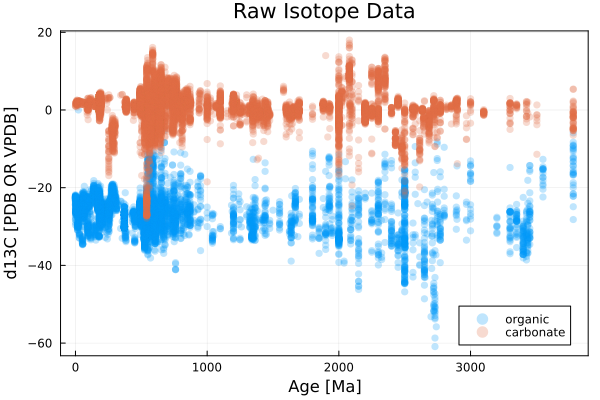 Raw Isotope Data
d13C [PDB OR VPDB]
20
0
−20
−40
−60
0
1000
2000
3000
Age [Ma]
organic
carbonate